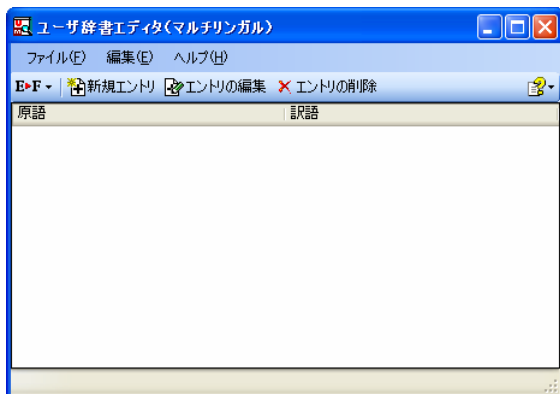 ユーザ辞書エディタ(マルチリンガル)
ファイル(F) 編集(E) ヘルプ(H)
E▶F 新規エントリ エントリの編集 エントリの削除
原語 訳語